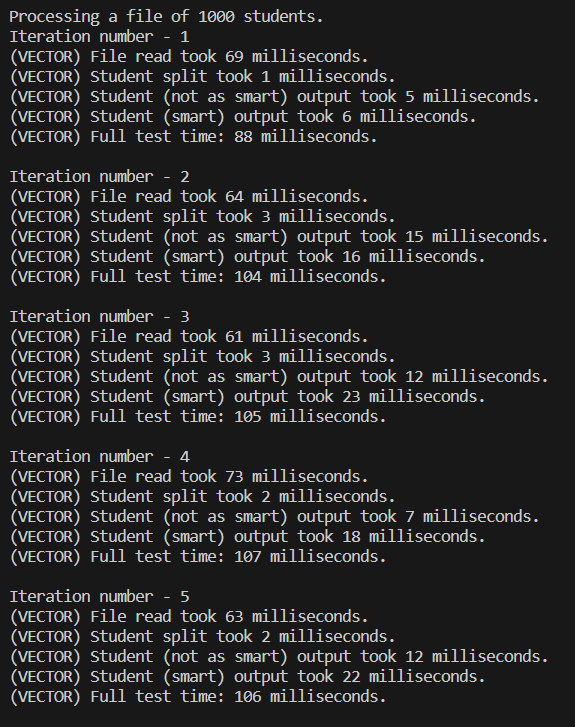 Processing a file of 1000 students.
Iteration number - 1
(VECTOR) File read took 69 milliseconds.
(VECTOR) Student split took 1 milliseconds.
(VECTOR) Student (not as smart) output took 5 milliseconds.
(VECTOR) Student (smart) output took 6 milliseconds.
(VECTOR) Full test time: 88 milliseconds.

Iteration number - 2
(VECTOR) File read took 64 milliseconds.
(VECTOR) Student split took 3 milliseconds.
(VECTOR) Student (not as smart) output took 15 milliseconds.
(VECTOR) Student (smart) output took 16 milliseconds.
(VECTOR) Full test time: 104 milliseconds.

Iteration number - 3
(VECTOR) File read took 61 milliseconds.
(VECTOR) Student split took 3 milliseconds.
(VECTOR) Student (not as smart) output took 12 milliseconds.
(VECTOR) Student (smart) output took 23 milliseconds.
(VECTOR) Full test time: 105 milliseconds.

Iteration number - 4
(VECTOR) File read took 73 milliseconds.
(VECTOR) Student split took 2 milliseconds.
(VECTOR) Student (not as smart) output took 7 milliseconds.
(VECTOR) Student (smart) output took 18 milliseconds.
(VECTOR) Full test time: 107 milliseconds.

Iteration number - 5
(VECTOR) File read took 63 milliseconds.
(VECTOR) Student split took 2 milliseconds.
(VECTOR) Student (not as smart) output took 12 milliseconds.
(VECTOR) Student (smart) output took 22 milliseconds.
(VECTOR) Full test time: 106 milliseconds.